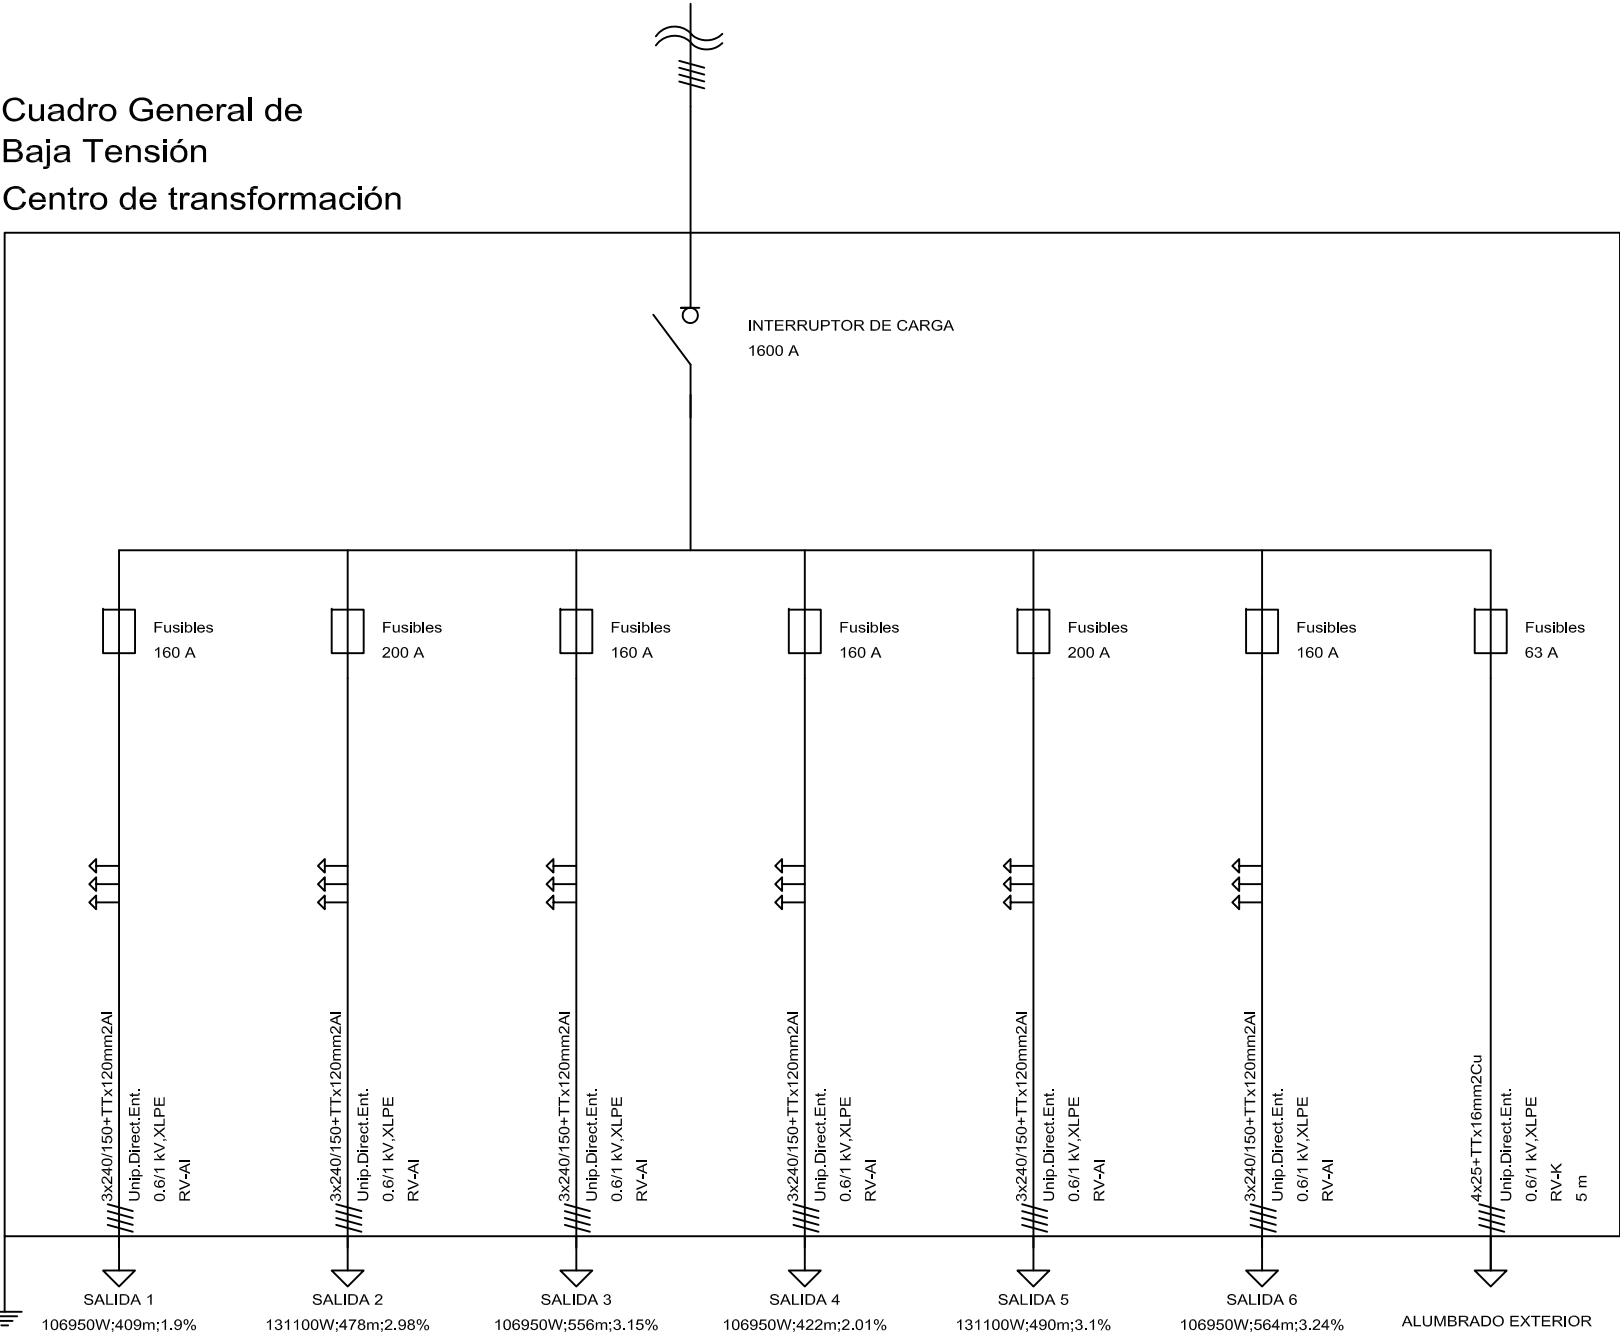 Cuadro General de
Baja Tensión
Centro de transformación
INTERRUPTOR DE CARGA
1600 A
Fusibles
160 A
Fusibles
200 A
Fusibles
160 A
Fusibles
160 A
Fusibles
200 A
Fusibles
160 A
Fusibles
63 A
3x240/150+TTx120mm2Al
Unip.Direct.Ent.
0.6/1 kV,XLPE
RV-Al
3x240/150+TTx120mm2Al
Unip.Direct.Ent.
0.6/1 kV,XLPE
RV-Al
3x240/150+TTx120mm2Al
Unip.Direct.Ent.
0.6/1 kV,XLPE
RV-Al
3x240/150+TTx120mm2Al
Unip.Direct.Ent.
0.6/1 kV,XLPE
RV-Al
3x240/150+TTx120mm2Al
Unip.Direct.Ent.
0.6/1 kV,XLPE
RV-Al
3x240/150+TTx120mm2Al
Unip.Direct.Ent.
0.6/1 kV,XLPE
RV-Al
4x25+TTx16mm2Cu
Unip.Direct.Ent.
0.6/1 kV,XLPE
RV-K
5 m
SALIDA 1
106950W;409m;1.9%
SALIDA 2
131100W;478m;2.98%
SALIDA 3
106950W;556m;3.15%
SALIDA 4
106950W;422m;2.01%
SALIDA 5
131100W;490m;3.1%
SALIDA 6
106950W;564m;3.24%
ALUMBRADO EXTERIOR